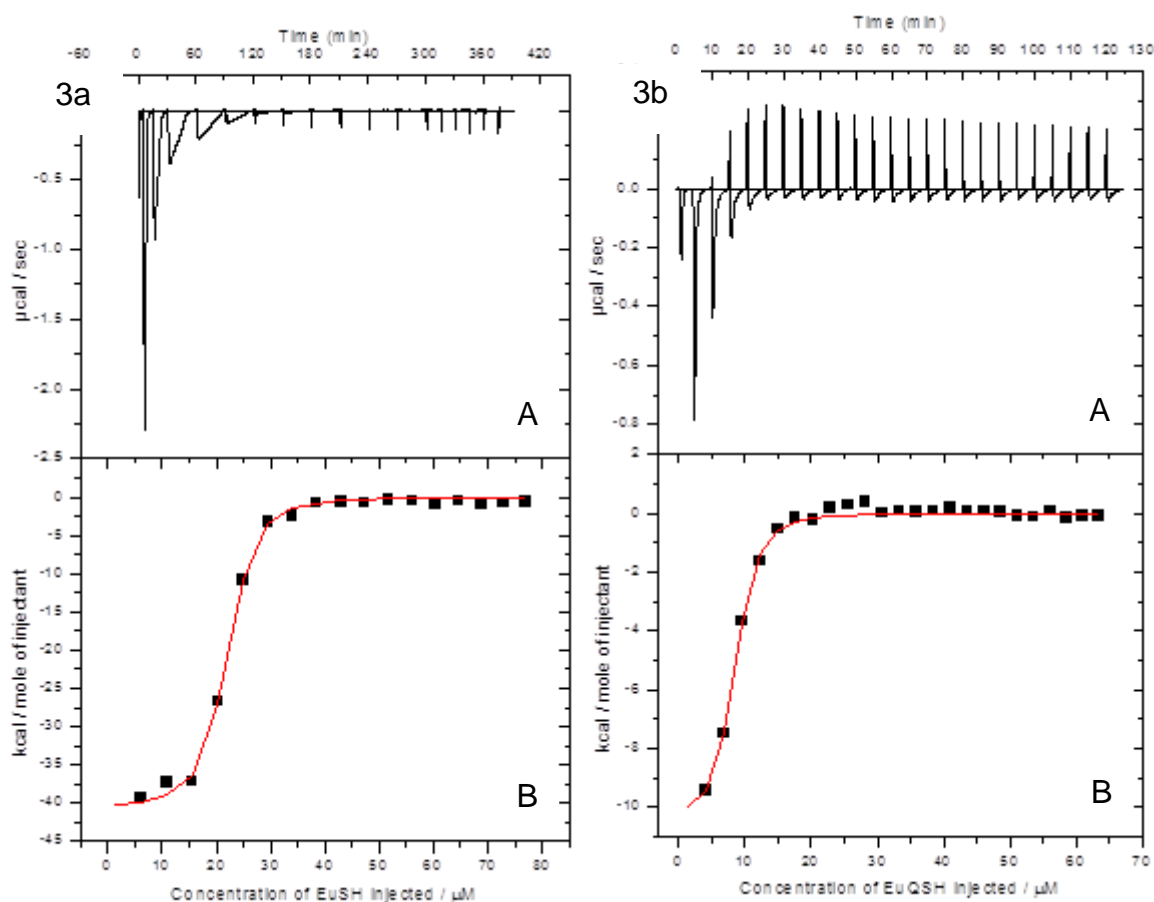 3a
Time (min)
-60 0 60 120 180 240 300 360 420
µcal / sec
-0.5
-1.0
-1.5
-2.0
-2.5
A
kcal / mole of injectant
0
-5
-10
-15
-20
-25
-30
-35
-40
-45
B
0 10 20 30 40 50 60 70 80
Concentration of EuSH Injected / µM
3b
Time (min)
0 10 20 30 40 50 60 70 80 90 100 110 120 130
µcal / sec
0.0
-0.2
-0.4
-0.6
-0.8
A
kcal / mole of injectant
2
0
-2
-4
-6
-8
-10
B
0 10 20 30 40 50 60 70
Concentration of EuQSH Injected / µM